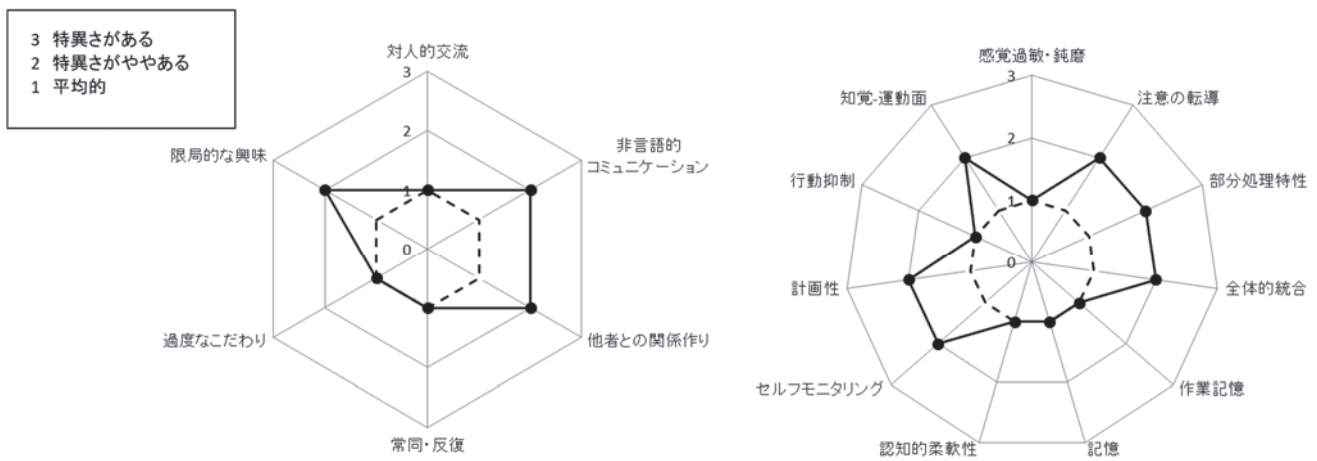 3 特異さがある
2 特異さがややある
1 平均的
対人的交流
3
2
1
0
非言語的
コミュニケーション
他者との関係作り
常同・反復
過度なこだわり
限局的な興味
感覚過敏・鈍磨
3
2
1
0
注意の転導
部分処理特性
全体的統合
作業記憶
記憶
認知的柔軟性
セルフモニタリング
計画性
行動抑制
知覚-運動面